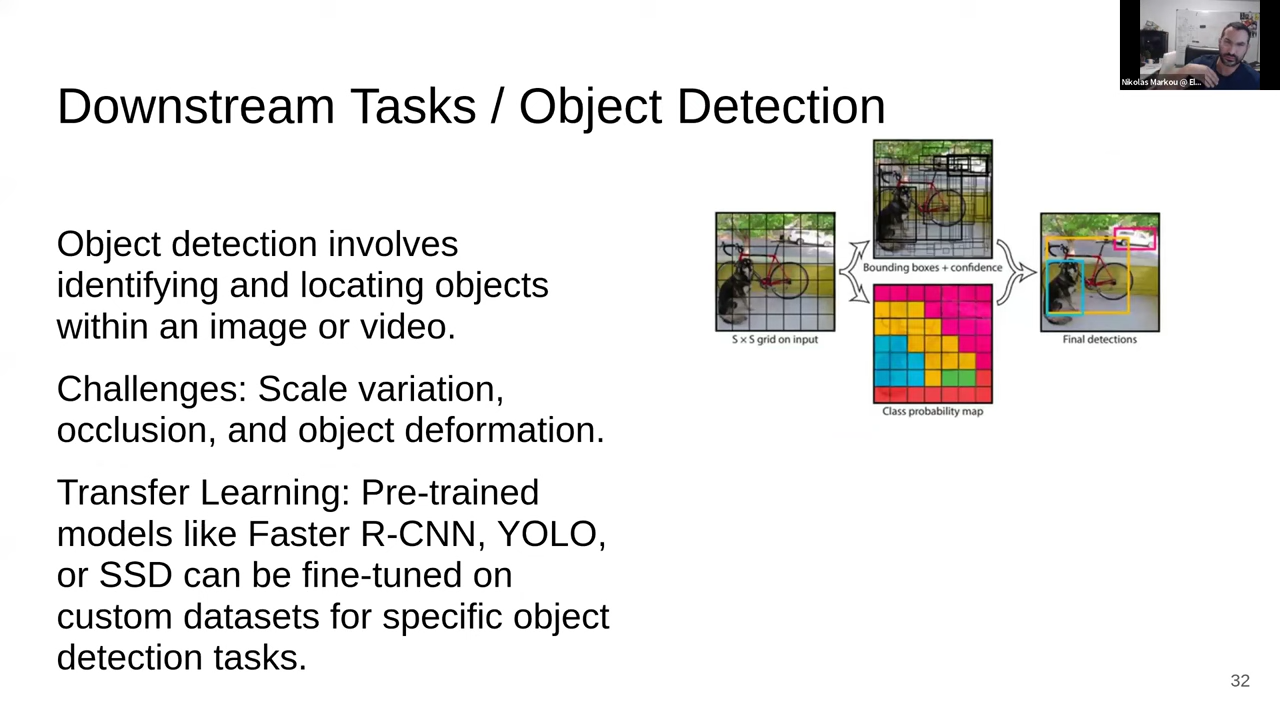 Nikolas Markou @ El...
Downstream Tasks / Object Detection
Object detection involves
identifying and locating objects
within an image or video.
Challenges: Scale variation,
occlusion, and object deformation.
Transfer Learning: Pre-trained
models like Faster R-CNN, YOLO,
or SSD can be fine-tuned on
custom datasets for specific object
detection tasks.
S × S grid on input
Bounding boxes + confidence
Class probability map
Final detections
32